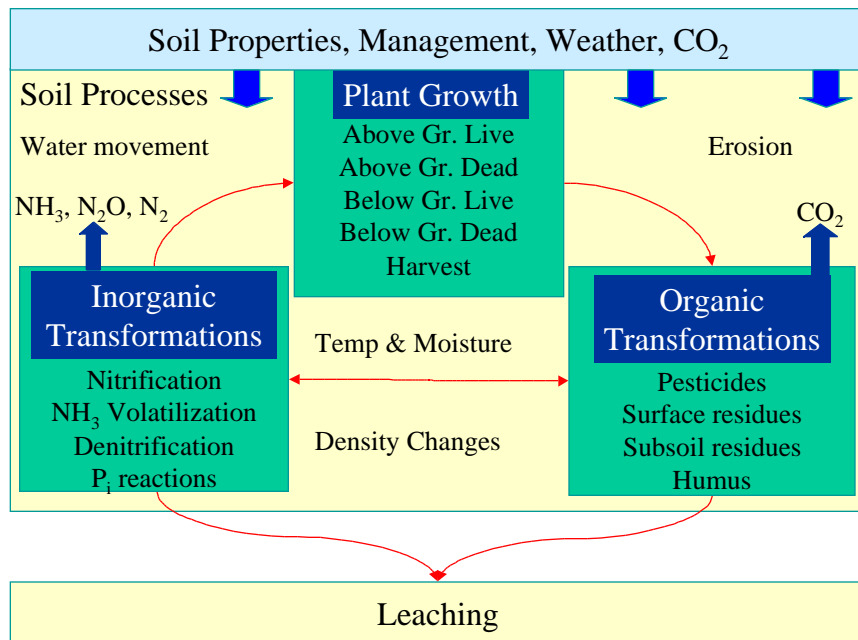 Soil Properties, Management, Weather, CO₂
Soil Processes
Water movement
NH₃, N₂O, N₂
Plant Growth
Above Gr. Live
Above Gr. Dead
Below Gr. Live
Below Gr. Dead
Harvest
Erosion
CO₂
Inorganic
Transformations
Nitrification
NH₃ Volatilization
Denitrification
Pᵢ reactions
Temp & Moisture
Density Changes
Organic
Transformations
Pesticides
Surface residues
Subsoil residues
Humus
Leaching